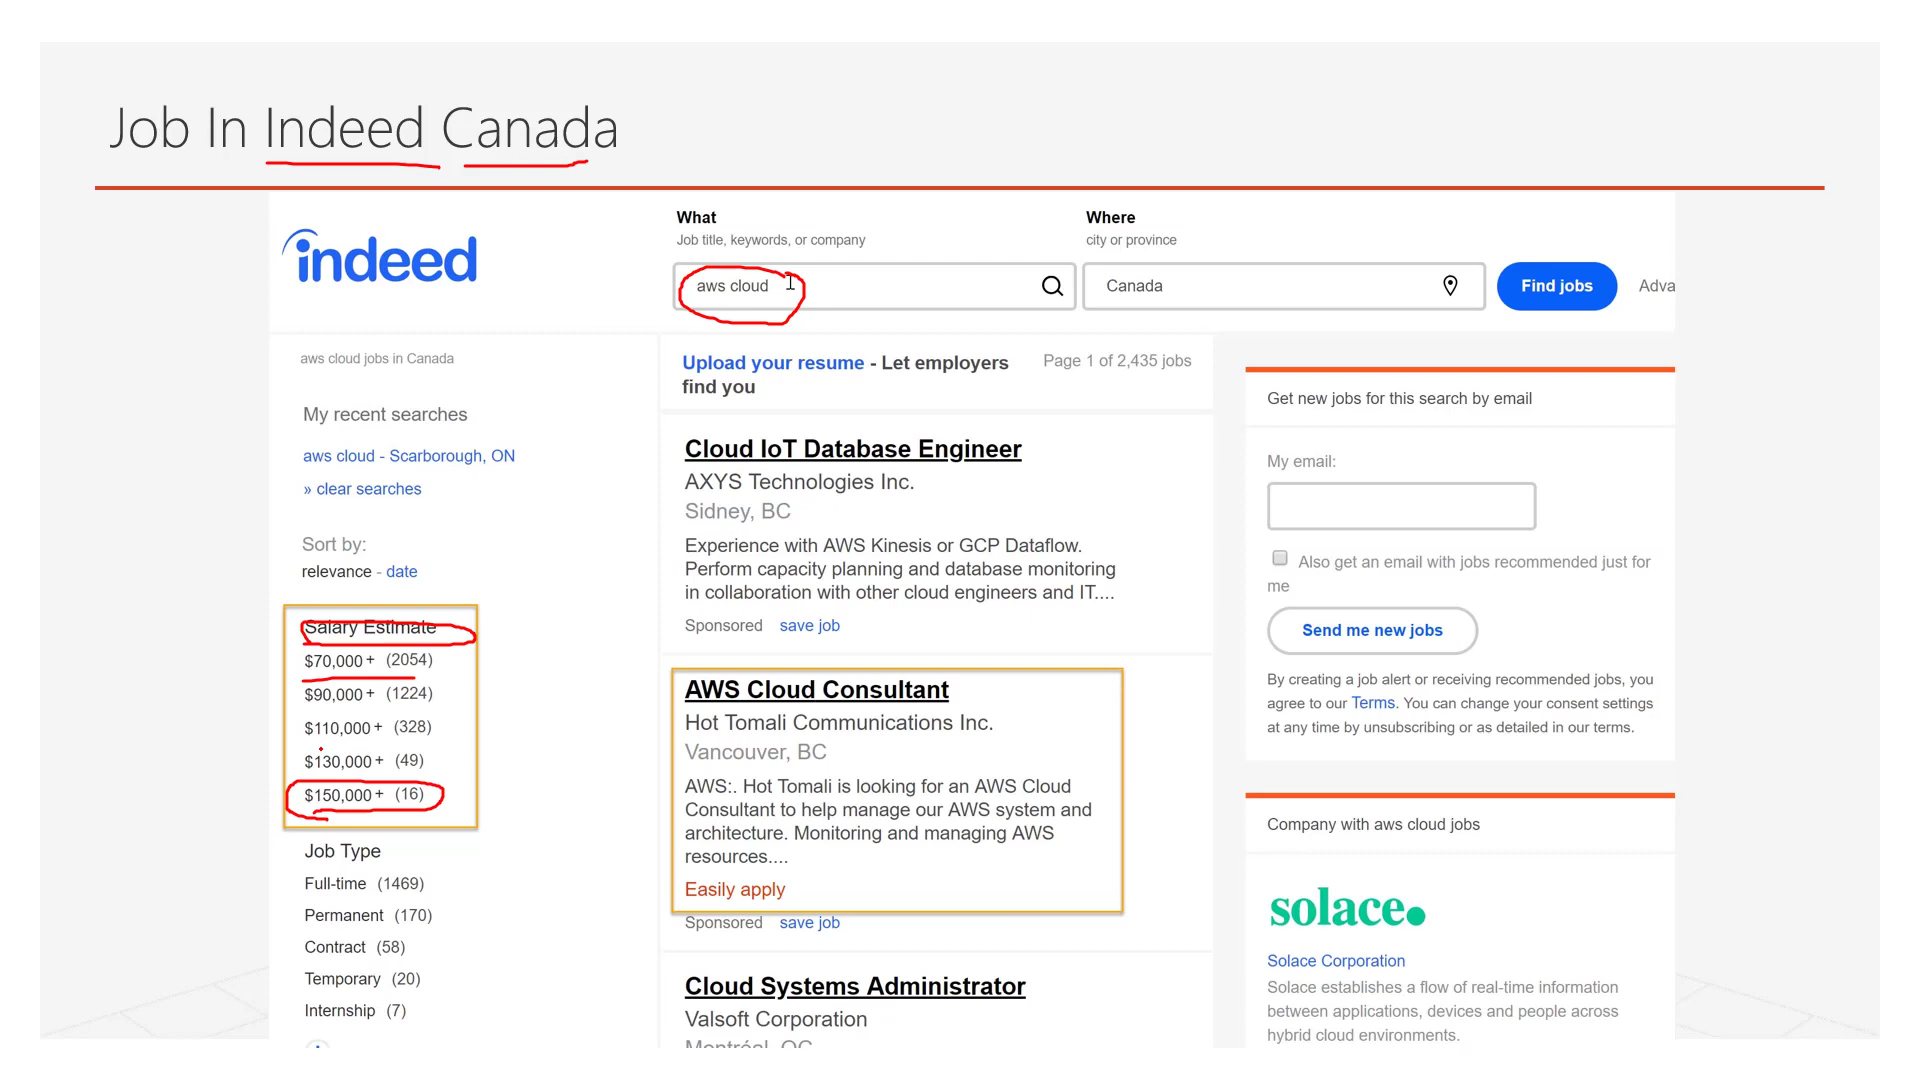 Job In Indeed Canada
indeed
What
Job title, keywords, or company
aws cloud
Where
city or province
Canada
Find jobs
Adva
aws cloud jobs in Canada
My recent searches
aws cloud - Scarborough, ON
» clear searches
Sort by:
relevance - date
Salary Estimate
$70,000+ (2054)
$90,000+ (1224)
$110,000+ (328)
$130,000+ (49)
$150,000+ (16)
Job Type
Full-time (1469)
Permanent (170)
Contract (58)
Temporary (20)
Internship (7)
Upload your resume - Let employers
find you
Page 1 of 2,435 jobs
Cloud IoT Database Engineer
AXYS Technologies Inc.
Sidney, BC
Experience with AWS Kinesis or GCP Dataflow.
Perform capacity planning and database monitoring
in collaboration with other cloud engineers and IT....
Sponsored save job
AWS Cloud Consultant
Hot Tomali Communications Inc.
Vancouver, BC
AWS:. Hot Tomali is looking for an AWS Cloud
Consultant to help manage our AWS system and
architecture. Monitoring and managing AWS
resources....
Easily apply
Sponsored save job
Cloud Systems Administrator
Valsoft Corporation
Montréal, QC
Get new jobs for this search by email
My email:
Also get an email with jobs recommended just for
me
Send me new jobs
By creating a job alert or receiving recommended jobs, you
agree to our Terms. You can change your consent settings
at any time by unsubscribing or as detailed in our terms.
Company with aws cloud jobs
solace
Solace Corporation
Solace establishes a flow of real-time information
between applications, devices and people across
hybrid cloud environments.